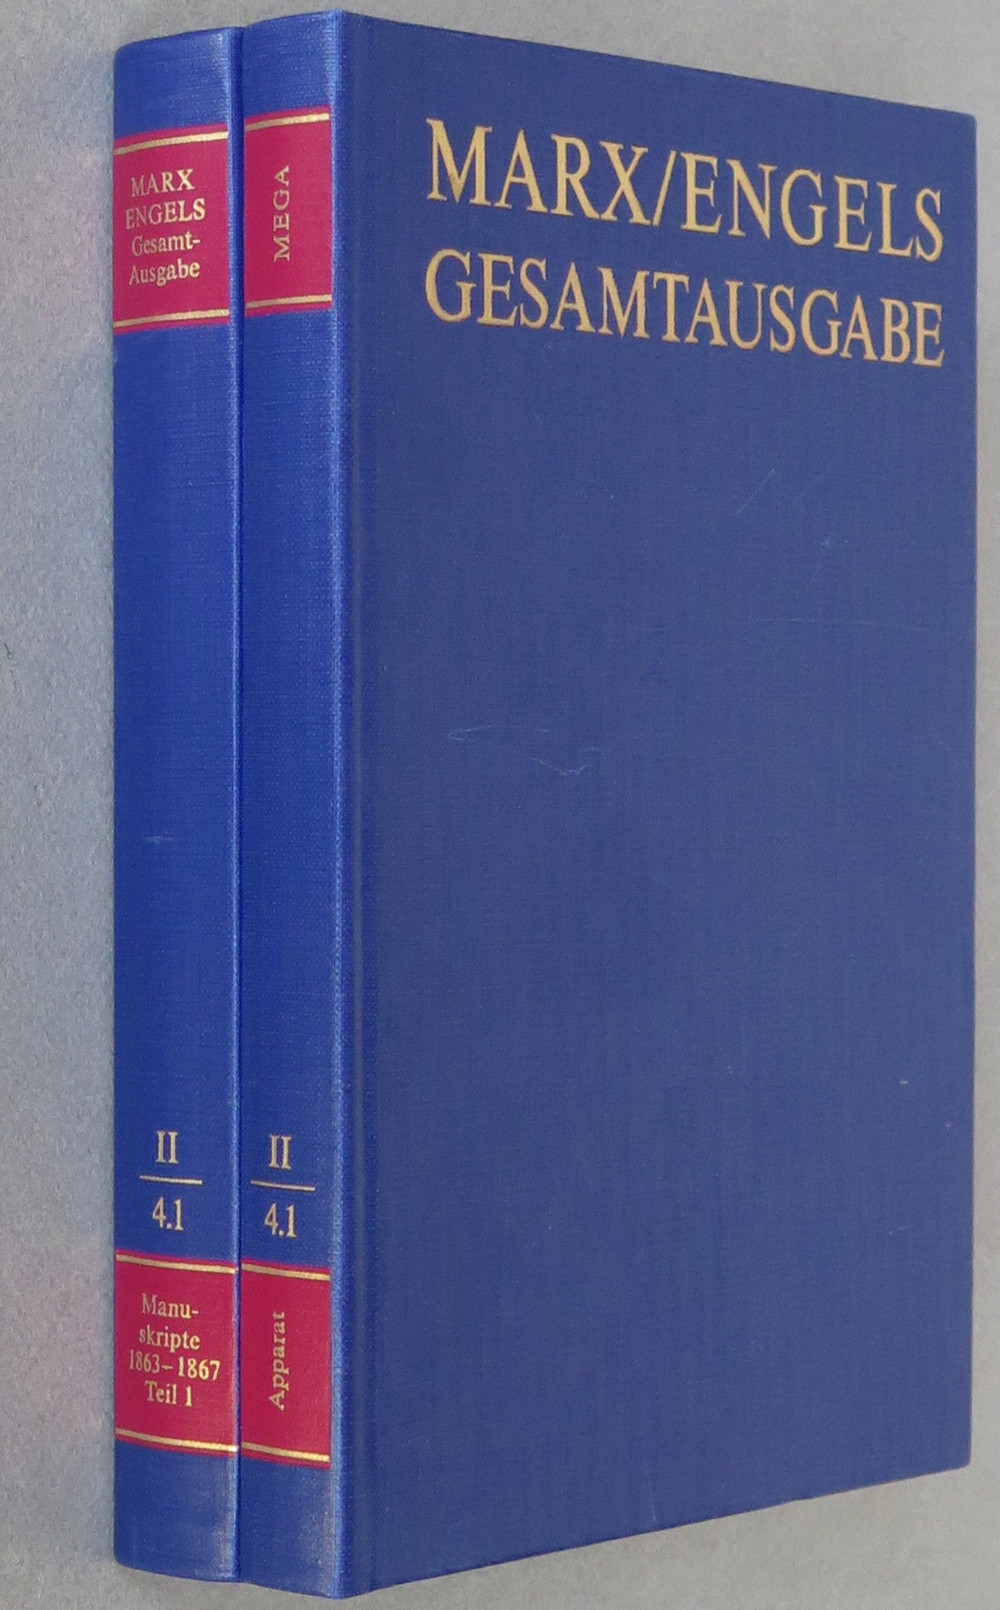 MARX
ENGELS
Gesamt-
Ausgabe
II
4.1
Manu-
skripte
1863–1867
Teil 1
MEGA
II
4.1
Apparat
MARX/ENGELS
GESAMTAUSGABE